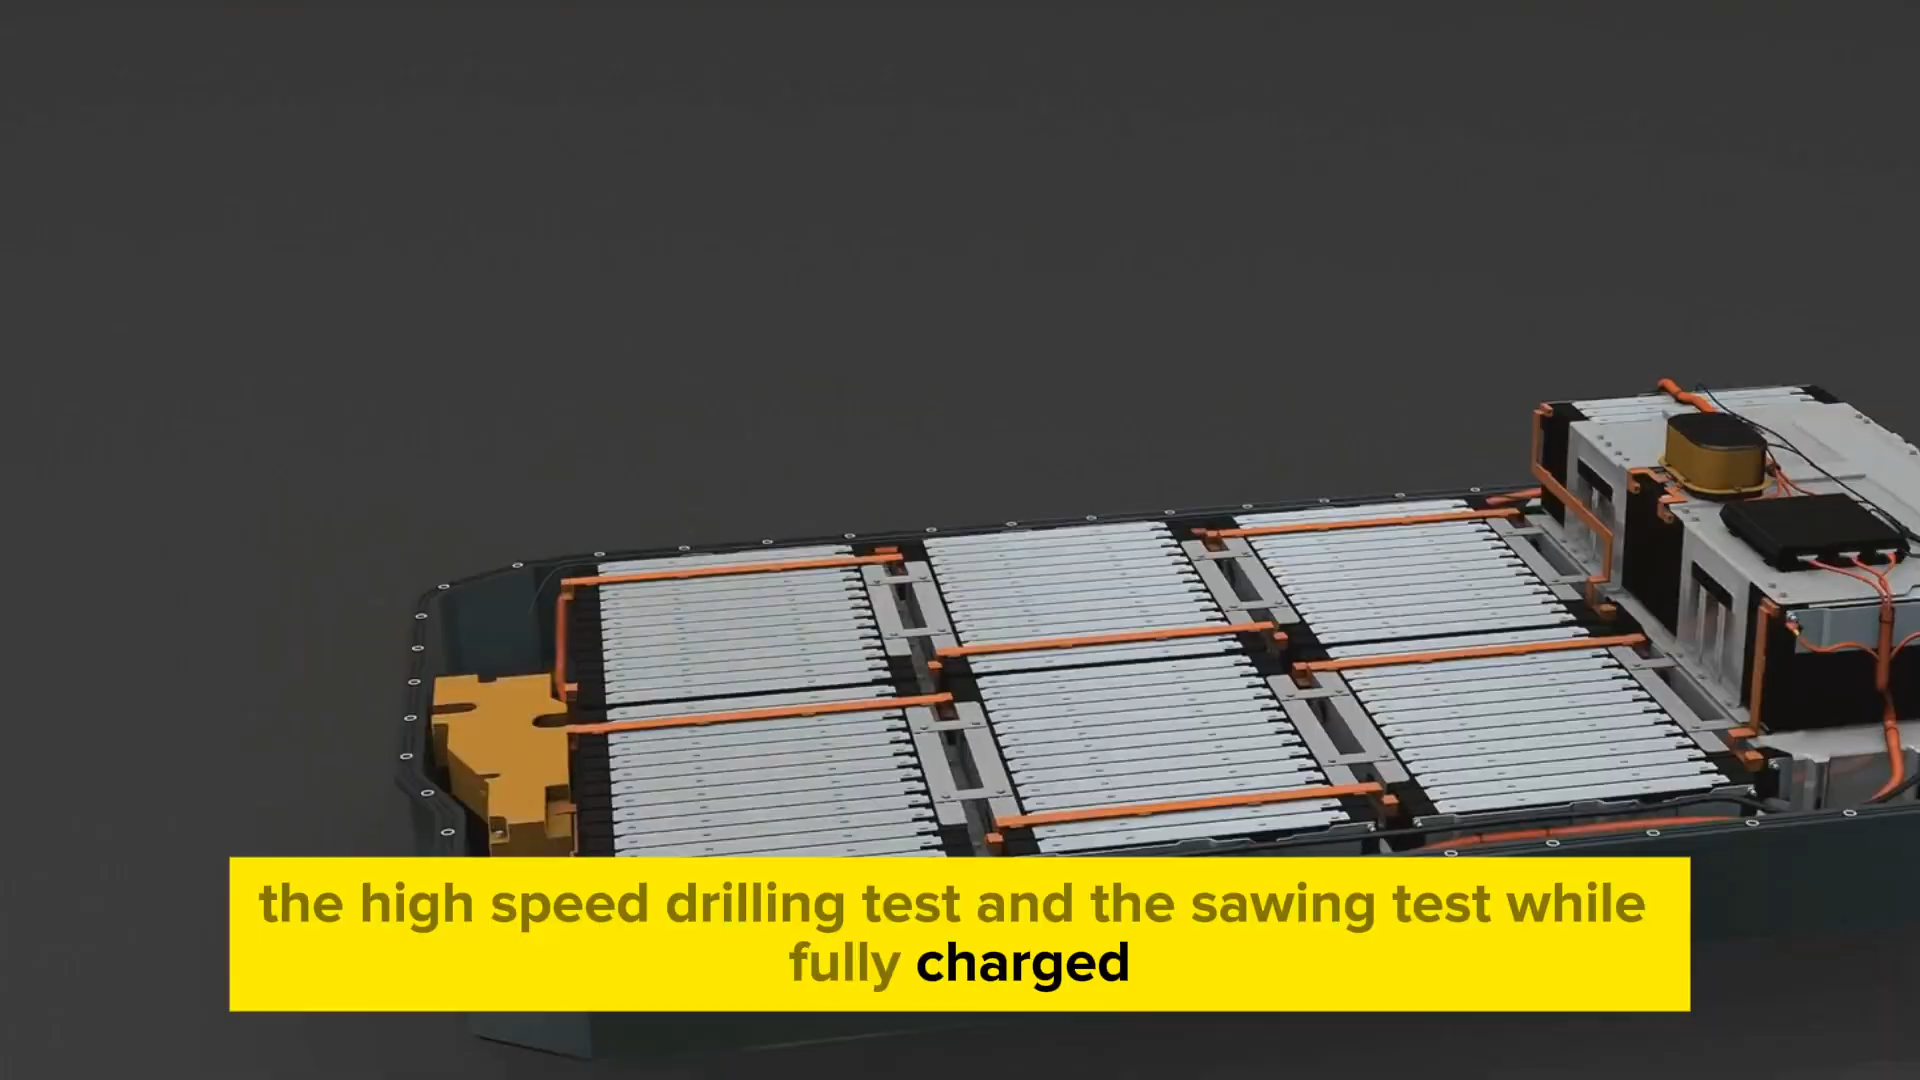 the high speed drilling test and the sawing test while
fully charged